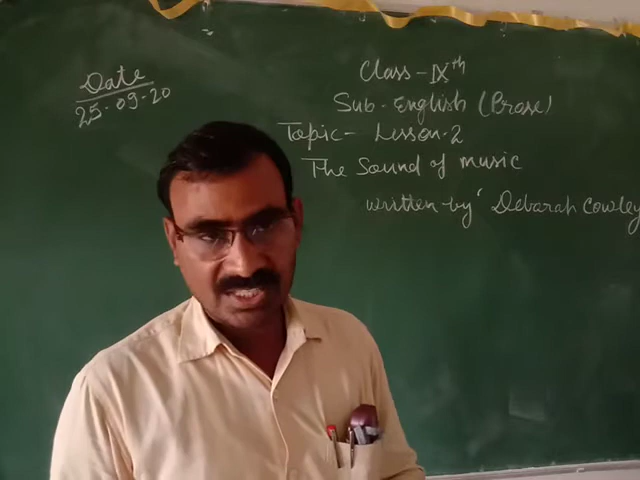 Date
25-09-20
Class-IXth
Sub-English (Prose)
Topic- Lesson-2
The Sound of music
written-by' Debarah Cowley